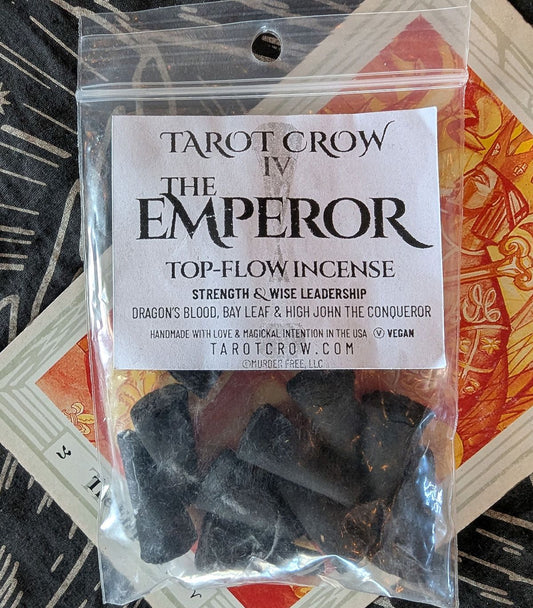 TAROT CROW
IV
THE
EMPEROR
TOP-FLOW INCENSE
STRENGTH & WISE LEADERSHIP
DRAGON'S BLOOD, BAY LEAF & HIGH JOHN THE CONQUEROR
HANDMADE WITH LOVE & MAGICKAL INTENTION IN THE USA Ⓥ VEGAN
TAROTCROW.COM
©MURDER FREE, LLC